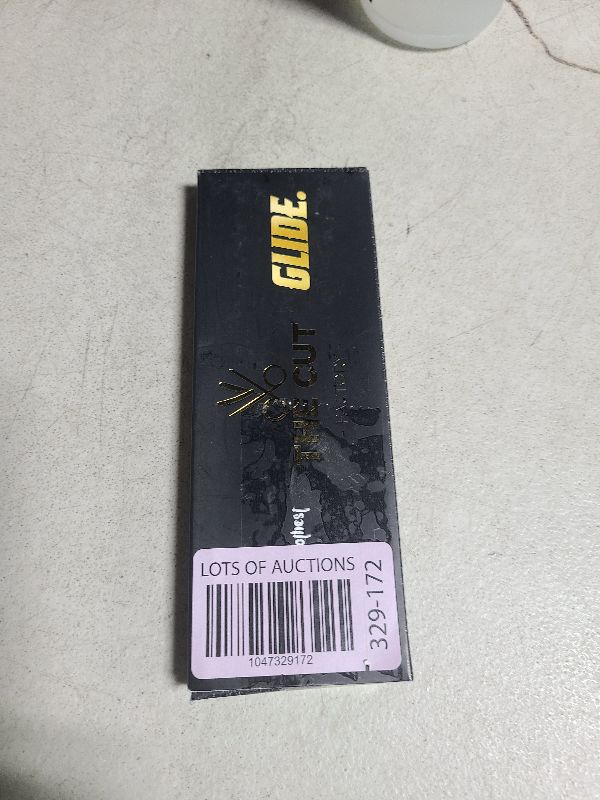 GLIDE.
THE CUT
LOTS OF AUCTIONS
1047329172
329-172